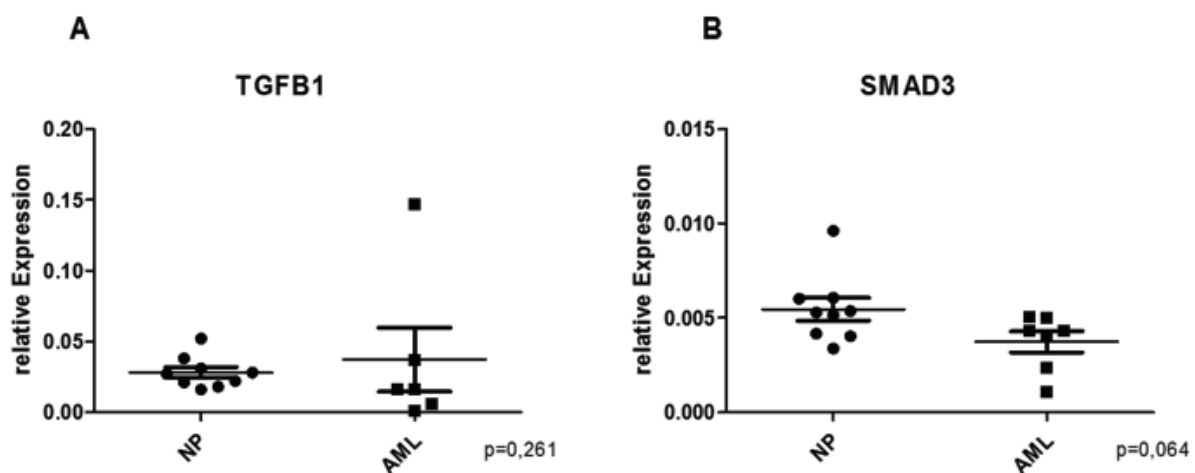 A
TGFB1
relative Expression
0.20
0.15
0.10
0.05
0.00
NP
AML
p=0,261
B
SMAD3
relative Expression
0.015
0.010
0.005
0.000
NP
AML
p=0,064